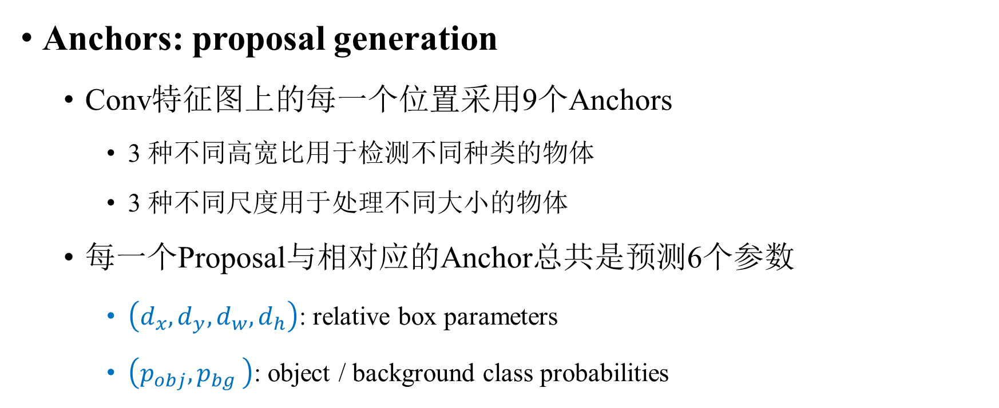 • Anchors: proposal generation
• Conv特征图上的每一个位置采用9个Anchors
• 3 种不同高宽比用于检测不同种类的物体
• 3 种不同尺度用于处理不同大小的物体
• 每一个Proposal与相对应的Anchor总共是预测6个参数
• (d_x, d_y, d_w, d_h): relative box parameters
• (p_obj, p_bg ): object / background class probabilities